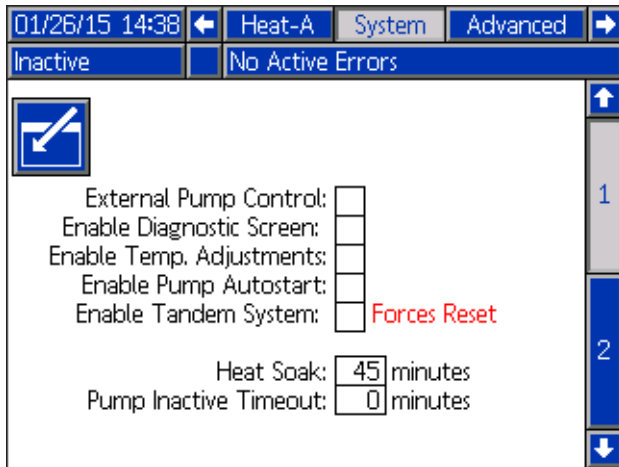 01/26/15 14:38 Heat-A System Advanced
Inactive No Active Errors
External Pump Control:
1
Enable Diagnostic Screen:
Enable Temp. Adjustments:
Enable Pump Autostart:
Enable Tandem System: Forces Reset
2
Heat Soak: 45 minutes
Pump Inactive Timeout: 0 minutes